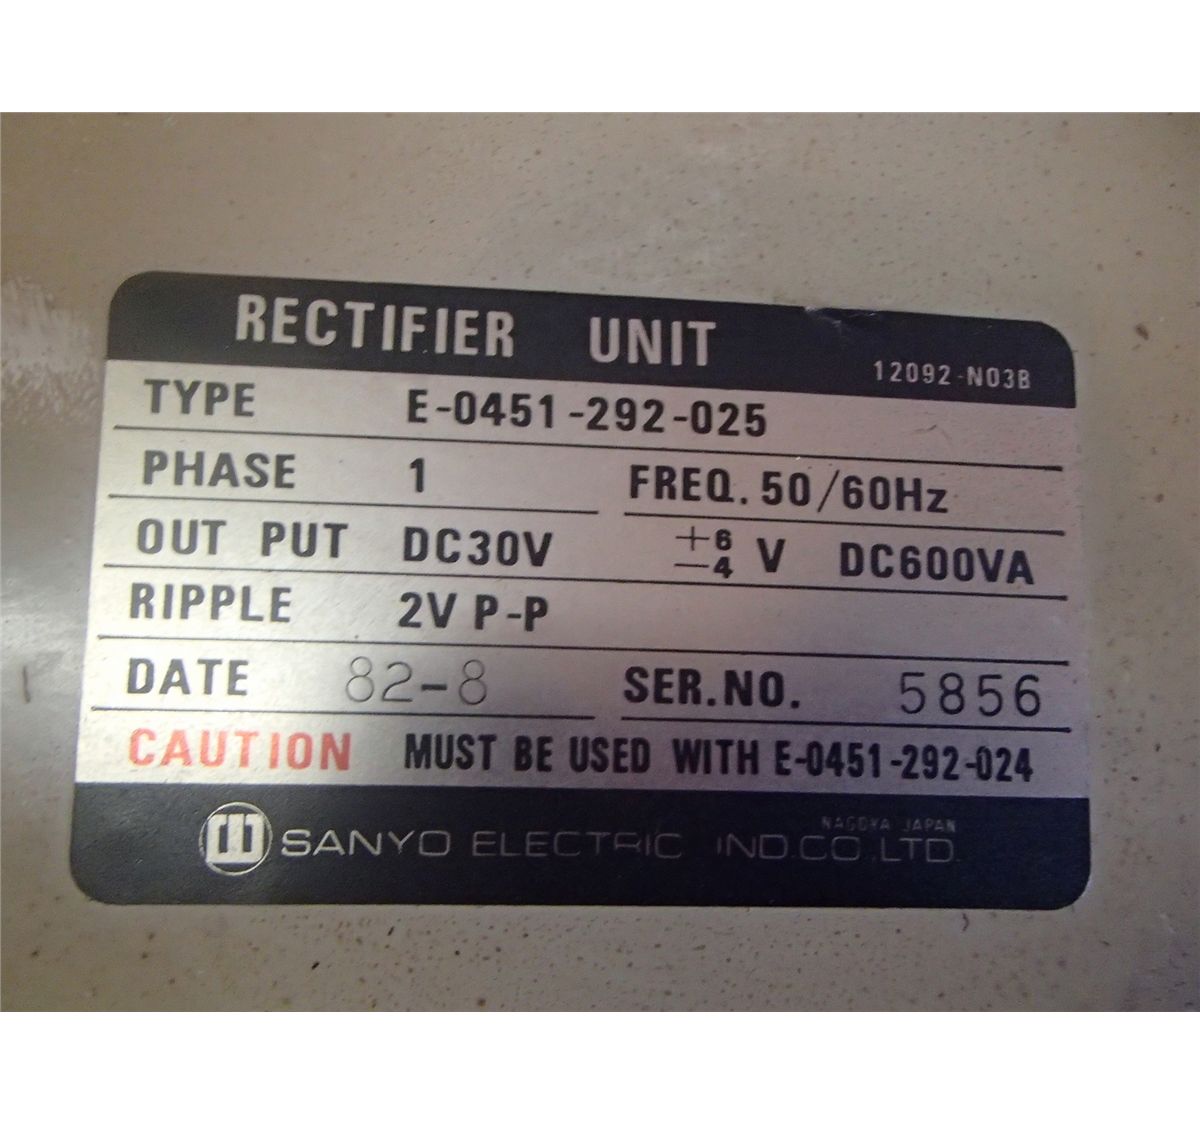 RECTIFIER UNIT 12092-N03B
TYPE E-0451-292-025
PHASE 1 FREQ. 50/60Hz
OUT PUT DC30V +6 -4 V DC600VA
RIPPLE 2V P-P
DATE 82-8 SER.NO. 5856
CAUTION MUST BE USED WITH E-0451-292-024
NAGOYA JAPAN
SANYO ELECTRIC IND.CO.,LTD.